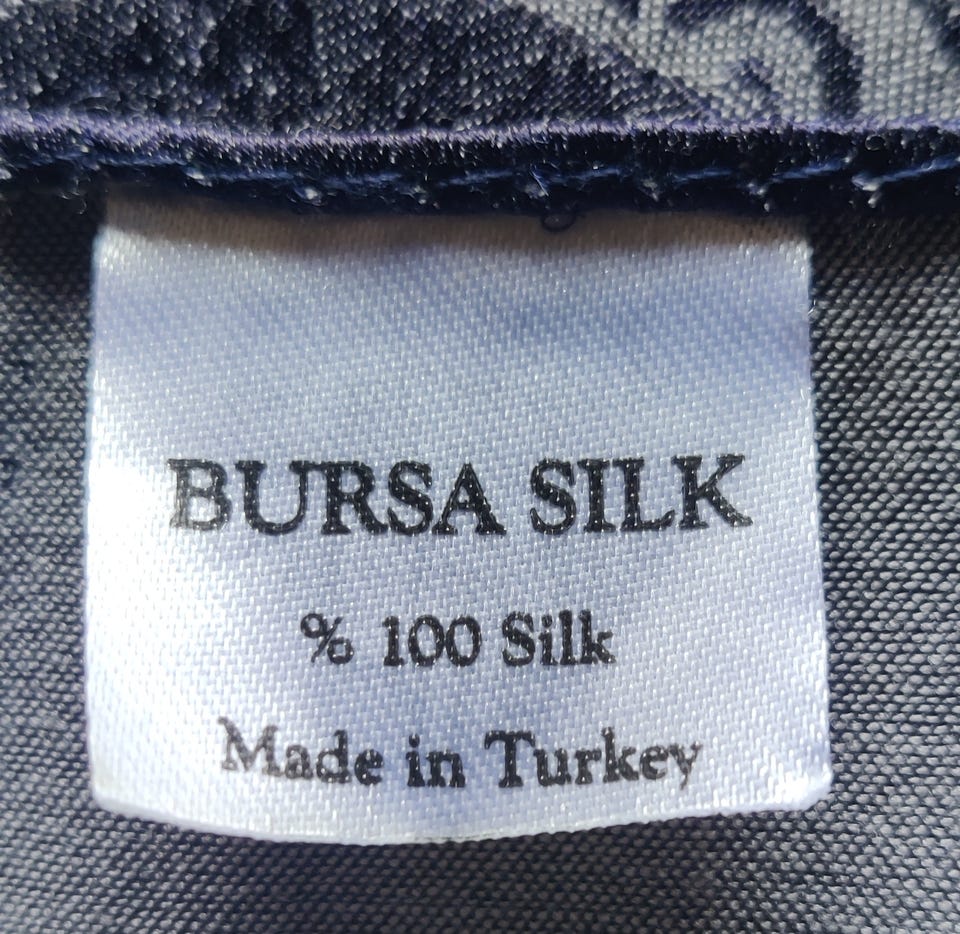 BURSA SILK
% 100 Silk
Made in Turkey